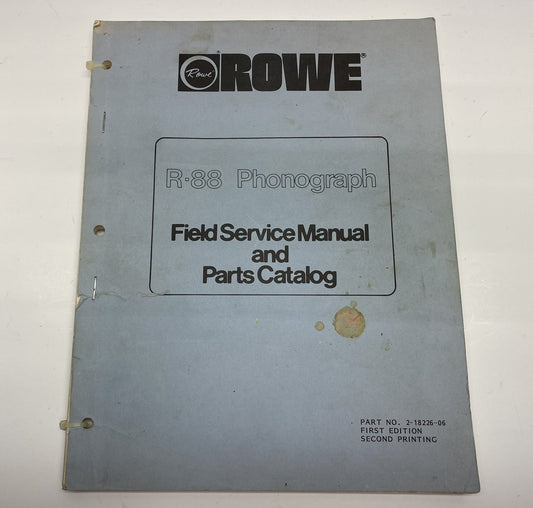 Rowe ROWE®
R-88 Phonograph
Field Service Manual
and
Parts Catalog
PART NO. 2-18226-06
FIRST EDITION
SECOND PRINTING